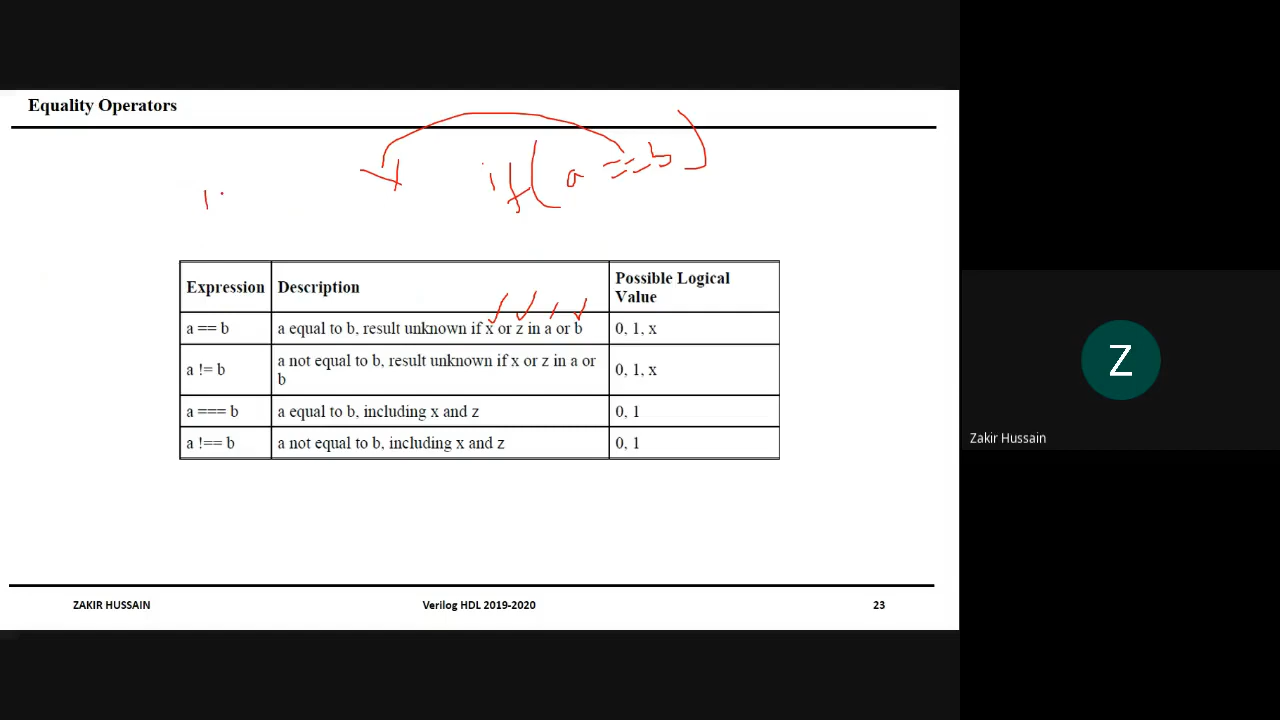 Equality Operators
if(a == b)
Expression Description Possible Logical Value
a == b a equal to b, result unknown if x or z in a or b 0, 1, x
a != b a not equal to b, result unknown if x or z in a or b 0, 1, x
a === b a equal to b, including x and z 0, 1
a !== b a not equal to b, including x and z 0, 1
ZAKIR HUSSAIN Verilog HDL 2019-2020 23
Z
Zakir Hussain